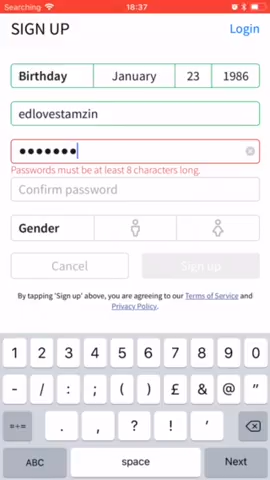 Searching 18:37
SIGN UP Login
Birthday January 23 1986
edlovestamzin
●●●●●●●
Passwords must be at least 8 characters long.
Confirm password
Gender
Cancel Sign up
By tapping 'Sign up' above, you are agreeing to our Terms of Service and
Privacy Policy.
1 2 3 4 5 6 7 8 9 0
- / : ; ( ) £ & @ "
#+= . , ? ! '
ABC space Next